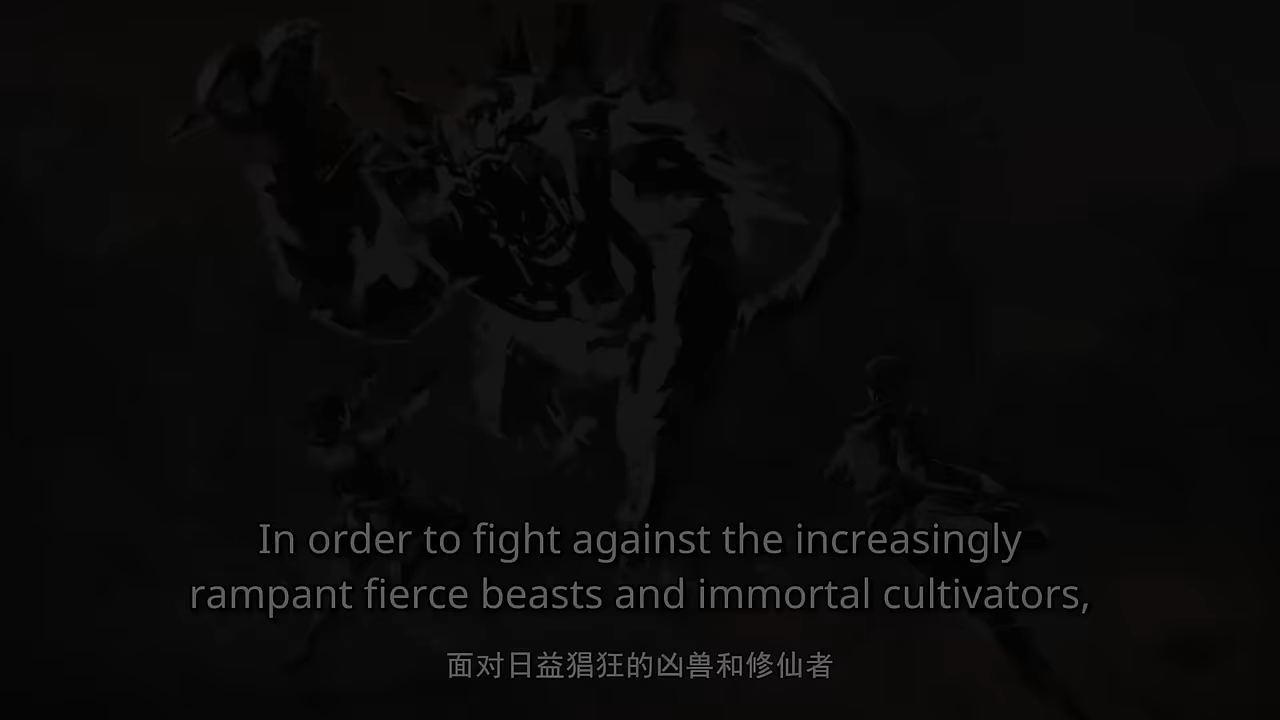 In order to fight against the increasingly
rampant fierce beasts and immortal cultivators,
面对日益猖狂的凶兽和修仙者